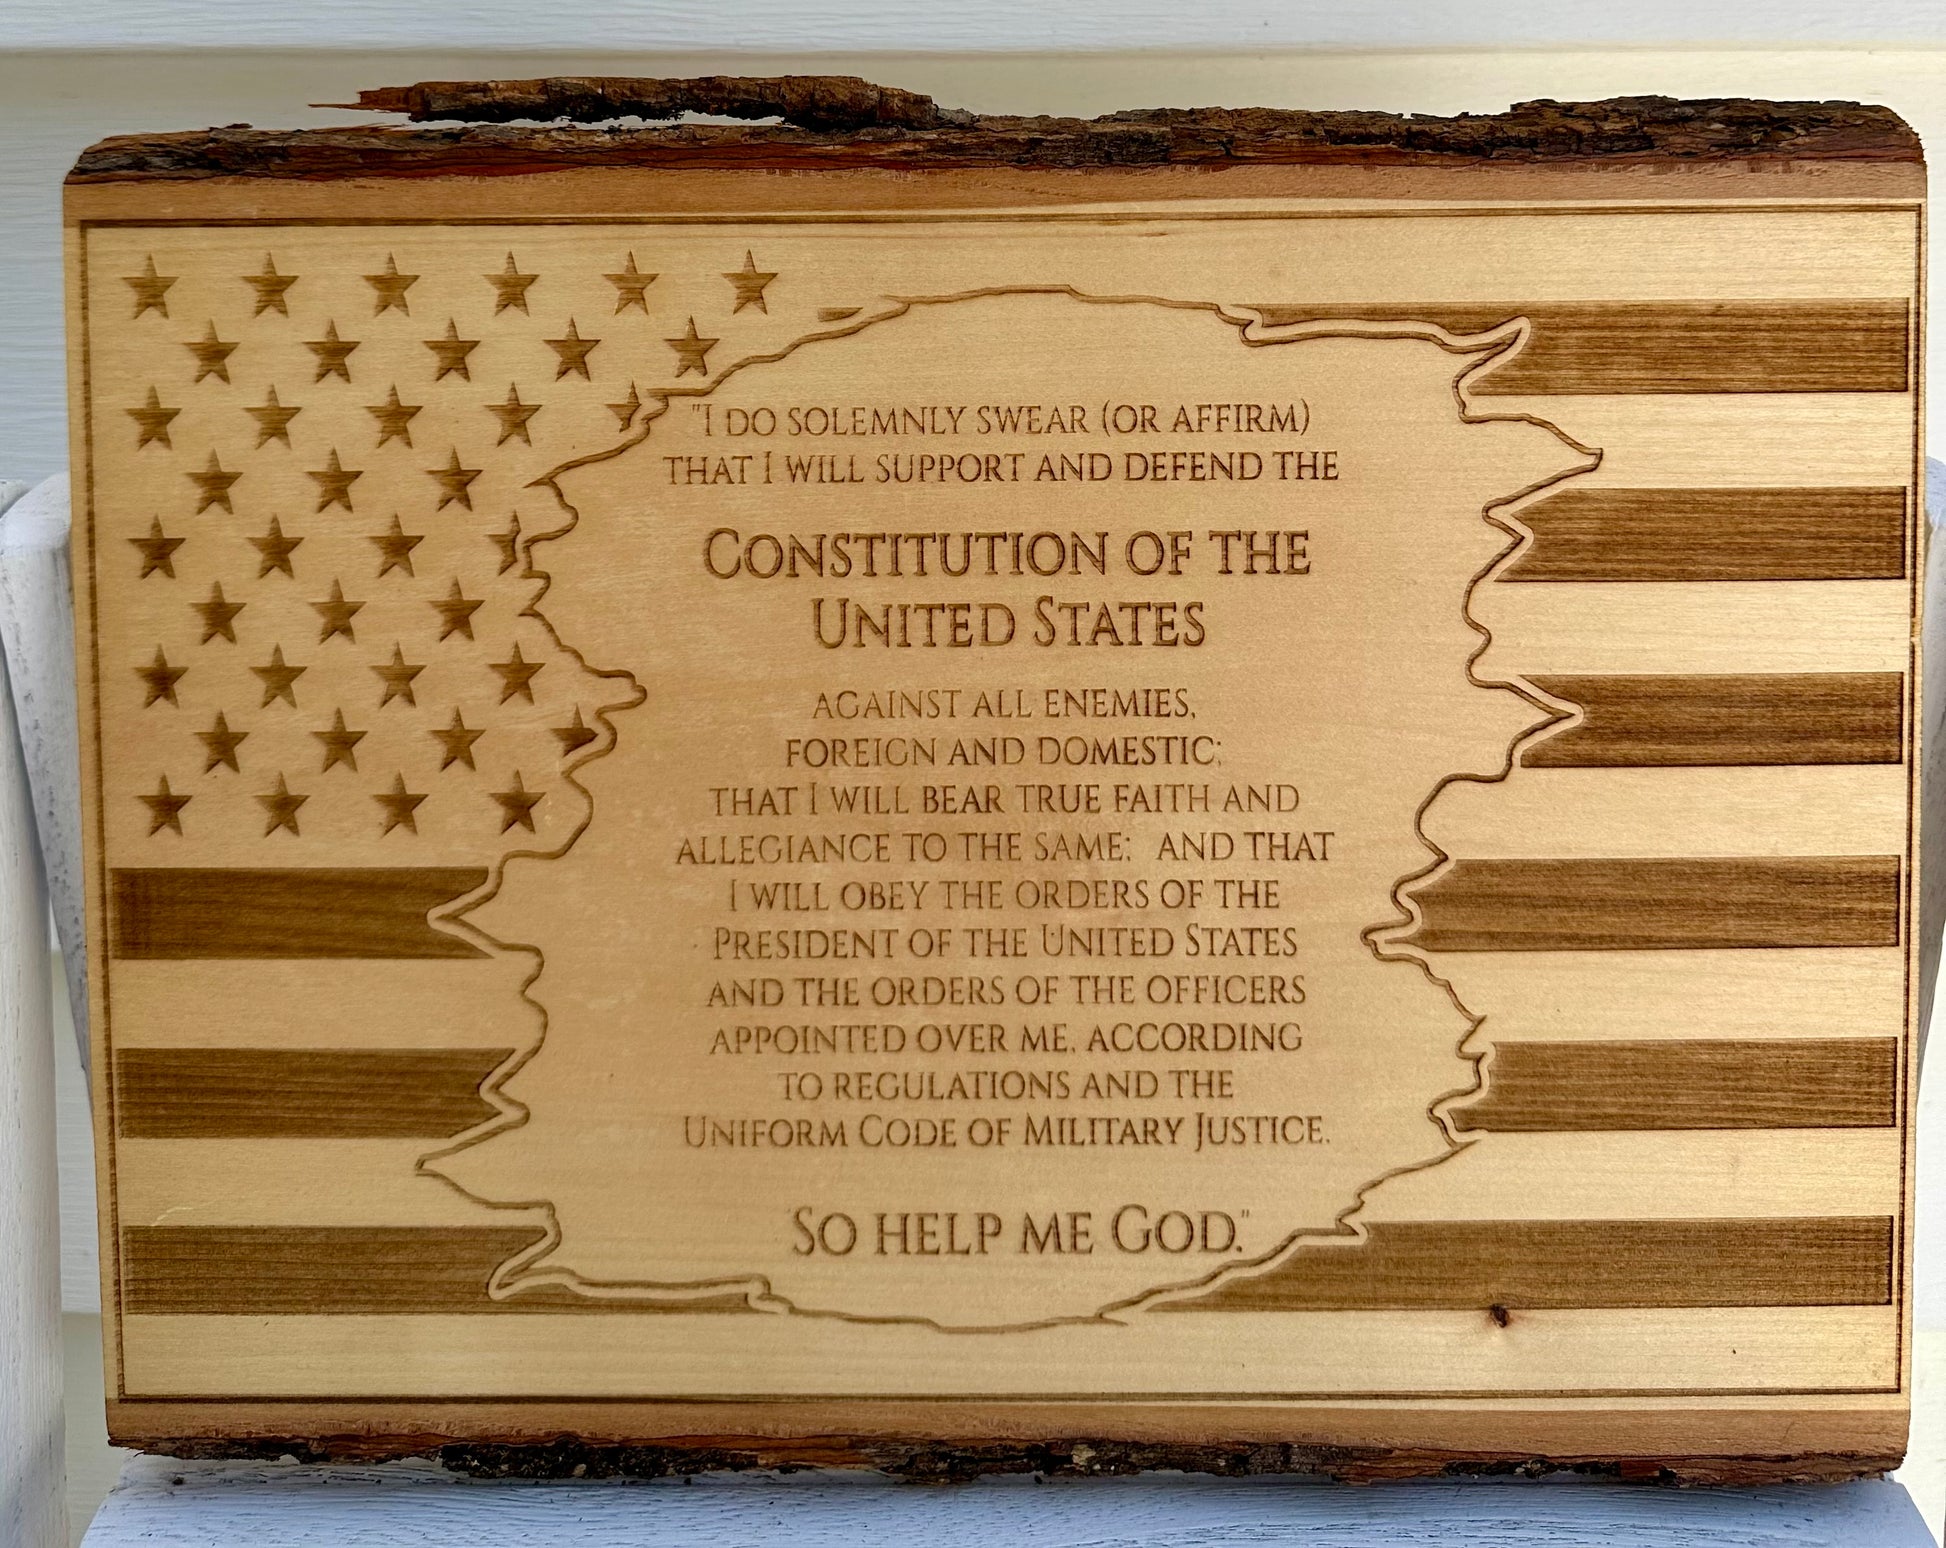 "I DO SOLEMNLY SWEAR (OR AFFIRM)
THAT I WILL SUPPORT AND DEFEND THE
CONSTITUTION OF THE
UNITED STATES
AGAINST ALL ENEMIES,
FOREIGN AND DOMESTIC;
THAT I WILL BEAR TRUE FAITH AND
ALLEGIANCE TO THE SAME; AND THAT
I WILL OBEY THE ORDERS OF THE
PRESIDENT OF THE UNITED STATES
AND THE ORDERS OF THE OFFICERS
APPOINTED OVER ME, ACCORDING
TO REGULATIONS AND THE
UNIFORM CODE OF MILITARY JUSTICE.
SO HELP ME GOD."